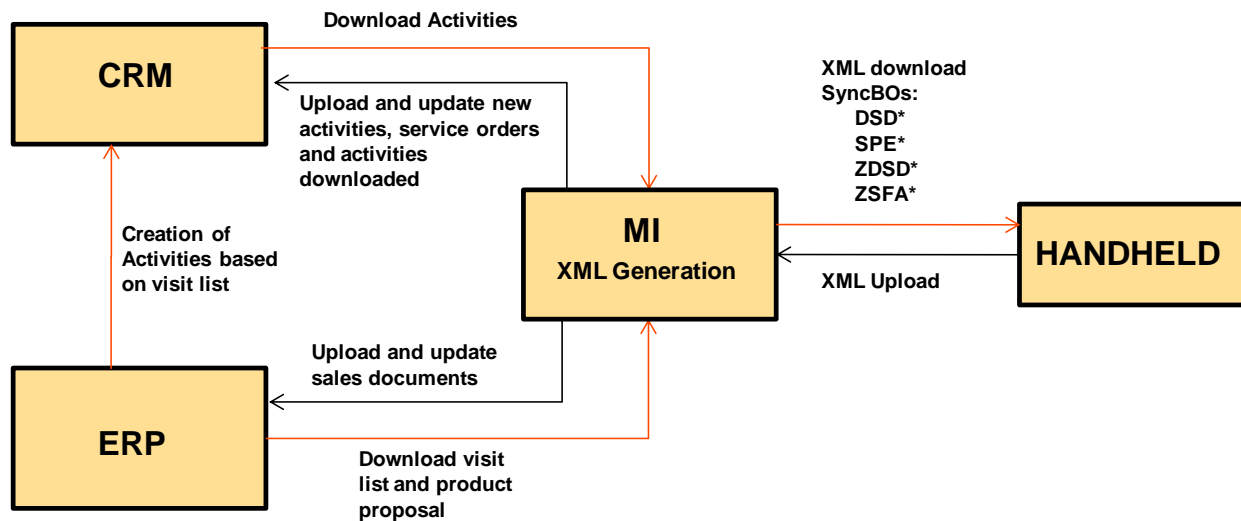 Download Activities
CRM
Upload and update new
activities, service orders
and activities
downloaded
XML download
SyncBOs:
DSD*
SPE*
ZDSD*
ZSFA*
MI
XML Generation
HANDHELD
XML Upload
Creation of
Activities based
on visit list
Upload and update
sales documents
ERP
Download visit
list and product
proposal